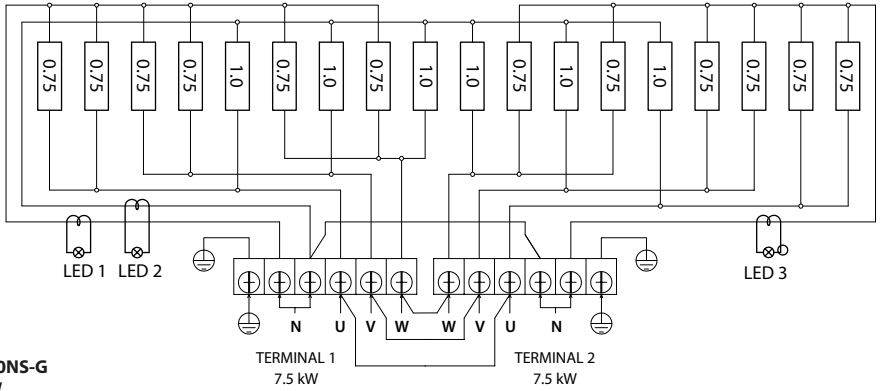 0.75 0.75 0.75 0.75 1.0 0.75 1.0 0.75 1.0 1.0 0.75 1.0 0.75 1.0 0.75 0.75 0.75 0.75
LED 1 LED 2 LED 3
N U V W W V U N
TERMINAL 1
7.5 kW
TERMINAL 2
7.5 kW
0NS-G